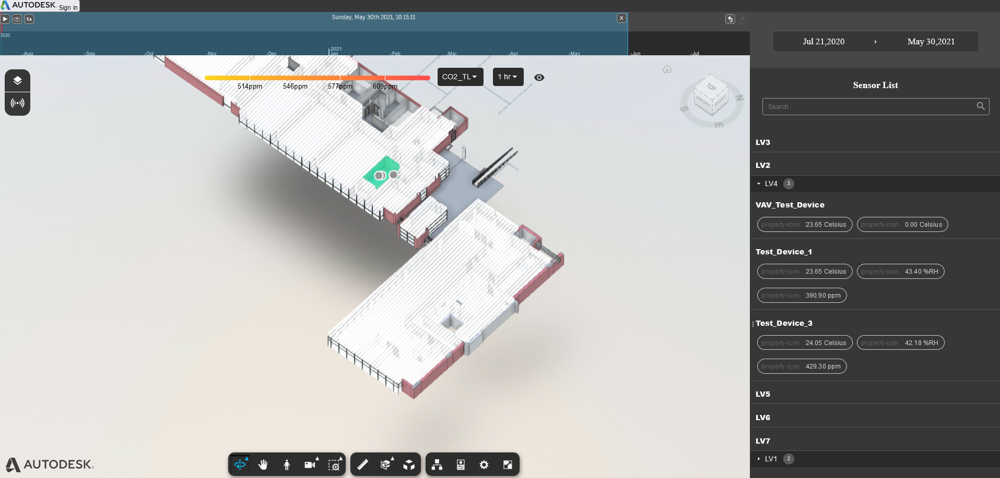 AUTODESK. Sign in
1x
Sunday, May 30th 2021, 10:15:11
X
2020
2021
Aug Sep Oct Nov Dec Jan Feb Mar Apr May Jun Jul
Jul 21,2020 › May 30,2021
CO2_TL
1 hr
514ppm 546ppm 577ppm 609ppm
TOP
FRONT
RIGHT
N
S
E
Sensor List
Search
LV3
LV2
LV4 3
VAV_Test_Device
property-icon 23.65 Celsius property-icon 0.00 Celsius
Test_Device_1
property-icon 23.65 Celsius property-icon 43.40 %RH
property-icon 390.90 ppm
Test_Device_3
property-icon 24.05 Celsius property-icon 42.18 %RH
property-icon 429.30 ppm
LV5
LV6
LV7
LV1 2
AUTODESK.